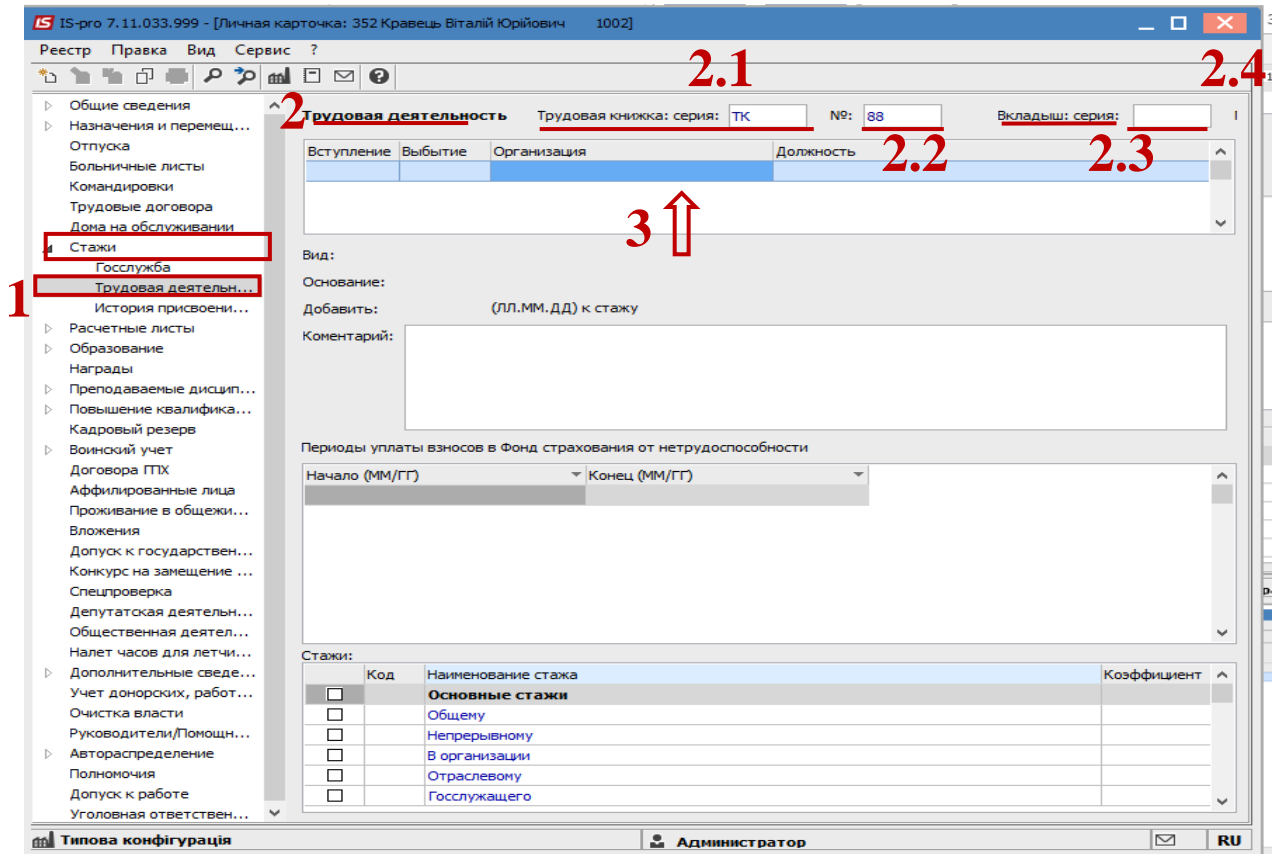 IS-pro 7.11.033.999 - [Личная карточка: 352 Кравець Віталій Юрійович 1002]
Реестр Правка Вид Сервис ?
2.1
2.4
Общие сведения
Назначения и перемещ...
Отпуска
Больничные листы
Командировки
Трудовые договора
Дома на обслуживании
Стажи
Госслужба
1
Трудовая деятельн...
История присвоени...
Расчетные листы
Образование
Награды
Преподаваемые дисцип...
Повышение квалифика...
Кадровый резерв
Воинский учет
Договора ГПХ
Аффилированные лица
Проживание в общежи...
Вложения
Допуск к государствен...
Конкурс на замещение ...
Спецпроверка
Депутатская деятельн...
Общественная деятел...
Налет часов для летчи...
Дополнительные сведе...
Учет донорских, работ...
Очистка власти
Руководители/Помощн...
Автораспределение
Полномочия
Допуск к работе
Уголовная ответствен...
2 Трудовая деятельность Трудовая книжка: серия: ТК №: 88 Вкладыш: серия:
2.2 2.3
Вступление Выбытие Организация Должность
3
Вид:
Основание:
Добавить: (ЛЛ.ММ.ДД) к стажу
Коментарий:
Периоды уплаты взносов в Фонд страхования от нетрудоспособности
Начало (ММ/ГГ) Конец (ММ/ГГ)
Стажи:
Код Наименование стажа Коэффициент
Основные стажи
Общему
Непрерывному
В организации
Отраслевому
Госслужащего
Типова конфігурація Администратор RU